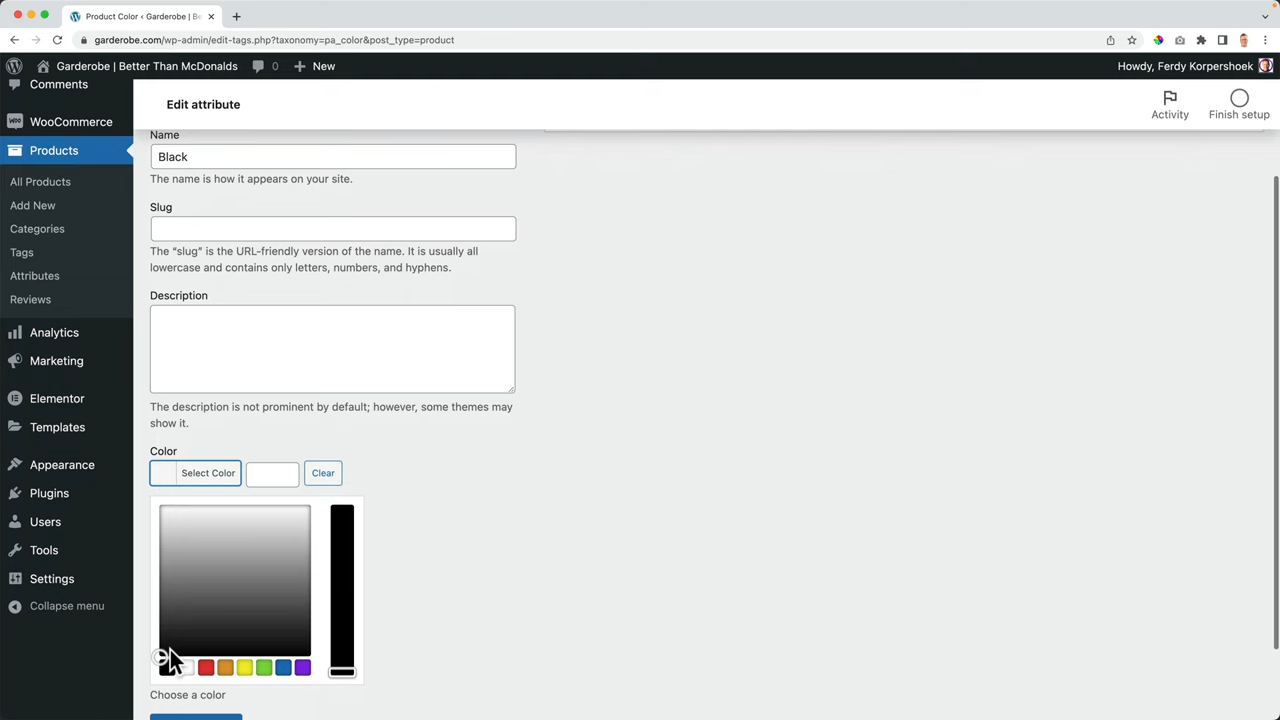 Product Color ‹ Garderobe | Be
garderobe.com/wp-admin/edit-tags.php?taxonomy=pa_color&post_type=product
Garderobe | Better Than McDonalds
0
New
Howdy, Ferdy Korpershoek
Comments
WOO
WooCommerce
Products
All Products
Add New
Categories
Tags
Attributes
Reviews
Analytics
Marketing
Elementor
Templates
Appearance
Plugins
Users
Tools
Settings
Collapse menu
Edit attribute
Activity
Finish setup
Name
Black
The name is how it appears on your site.
Slug
The “slug” is the URL-friendly version of the name. It is usually all
lowercase and contains only letters, numbers, and hyphens.
Description
The description is not prominent by default; however, some themes may
show it.
Color
Select Color
Clear
Choose a color